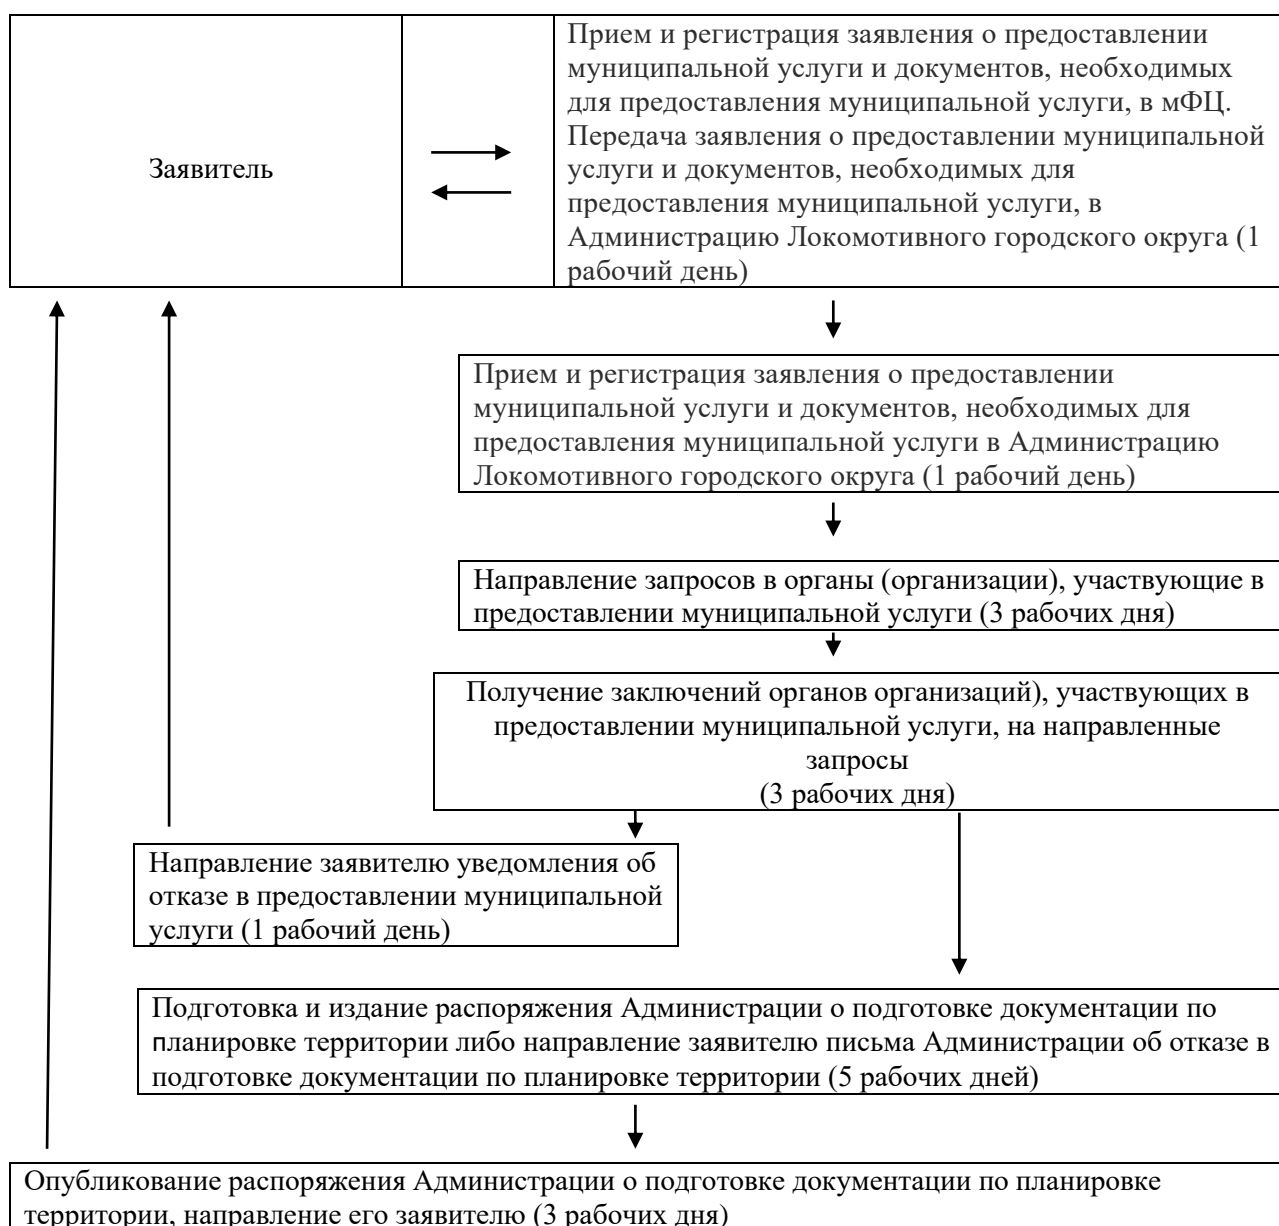 Заявитель
Прием и регистрация заявления о предоставлении
муниципальной услуги и документов, необходимых
для предоставления муниципальной услуги, в мФЦ.
Передача заявления о предоставлении муниципальной
услуги и документов, необходимых для
предоставления муниципальной услуги, в
Администрацию Локомотивного городского округа (1
рабочий день)
Прием и регистрация заявления о предоставлении
муниципальной услуги и документов, необходимых для
предоставления муниципальной услуги в Администрацию
Локомотивного городского округа (1 рабочий день)
Направление запросов в органы (организации), участвующие в
предоставлении муниципальной услуги (3 рабочих дня)
Получение заключений органов организаций), участвующих в
предоставлении муниципальной услуги, на направленные
запросы
(3 рабочих дня)
Направление заявителю уведомления об
отказе в предоставлении муниципальной
услуги (1 рабочий день)
Подготовка и издание распоряжения Администрации о подготовке документации по
планировке территории либо направление заявителю письма Администрации об отказе в
подготовке документации по планировке территории (5 рабочих дней)
Опубликование распоряжения Администрации о подготовке документации по планировке
территории, направление его заявителю (3 рабочих дня)